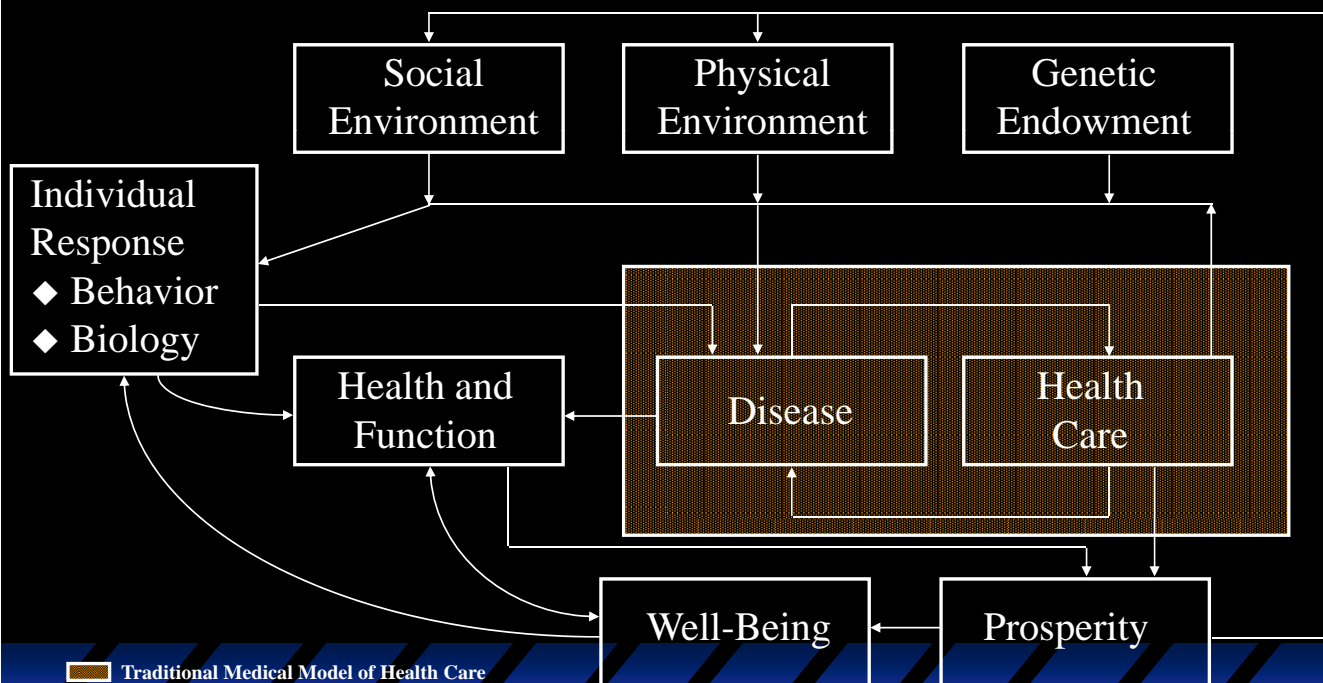 Social
Environment
Physical
Environment
Genetic
Endowment
Individual
Response
◆ Behavior
◆ Biology
Health and
Function
Disease
Health
Care
Well-Being
Prosperity
Traditional Medical Model of Health Care